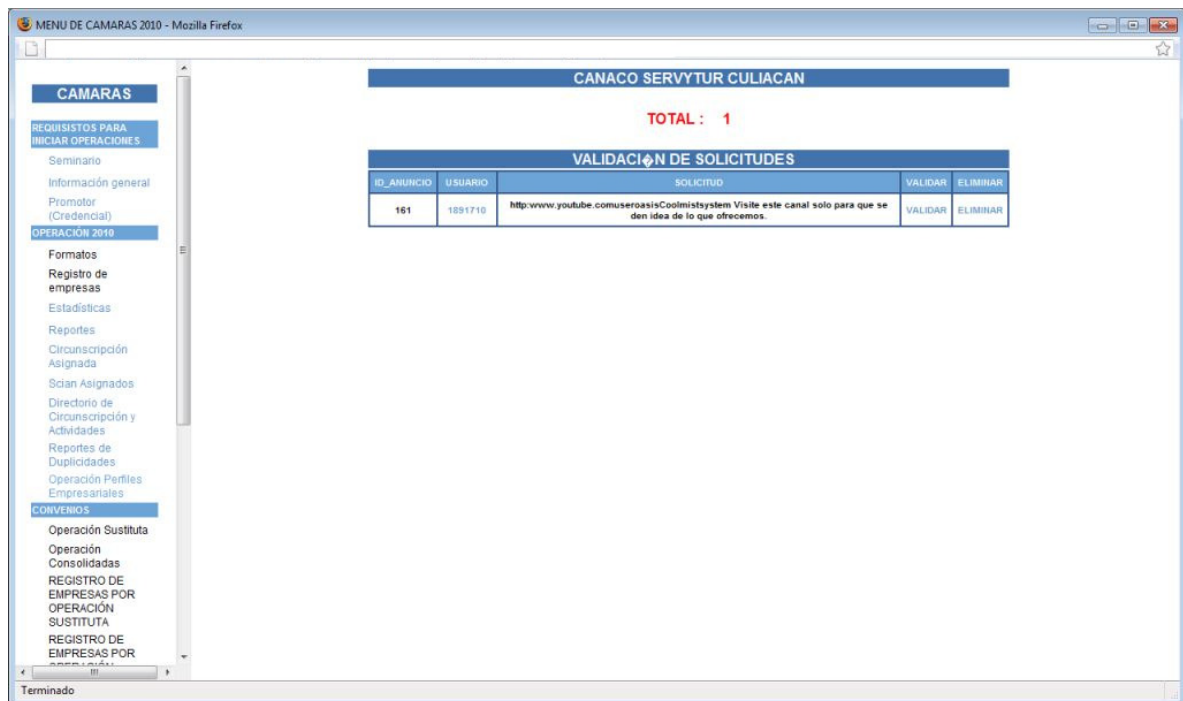 MENU DE CAMARAS 2010 - Mozilla Firefox
CAMARAS
REQUISISTOS PARA
INICIAR OPERACIONES
Seminario
Información general
Promotor
(Credencial)
OPERACIÓN 2010
Formatos
Registro de
empresas
Estadísticas
Reportes
Circunscripción
Asignada
Scian Asignados
Directorio de
Circunscripción y
Actividades
Reportes de
Duplicidades
Operación Perfiles
Empresariales
CONVENIOS
Operación Sustituta
Operación
Consolidadas
REGISTRO DE
EMPRESAS POR
OPERACIÓN
SUSTITUTA
REGISTRO DE
EMPRESAS POR
CANACO SERVYTUR CULIACAN
TOTAL : 1
VALIDACI�N DE SOLICITUDES
ID_ANUNCIO USUARIO SOLICITUD VALIDAR ELIMINAR
161 1891710 http:www.youtube.comuseroasisCoolmistsystem Visite este canal solo para que se
den idea de lo que ofrecemos. VALIDAR ELIMINAR
Terminado